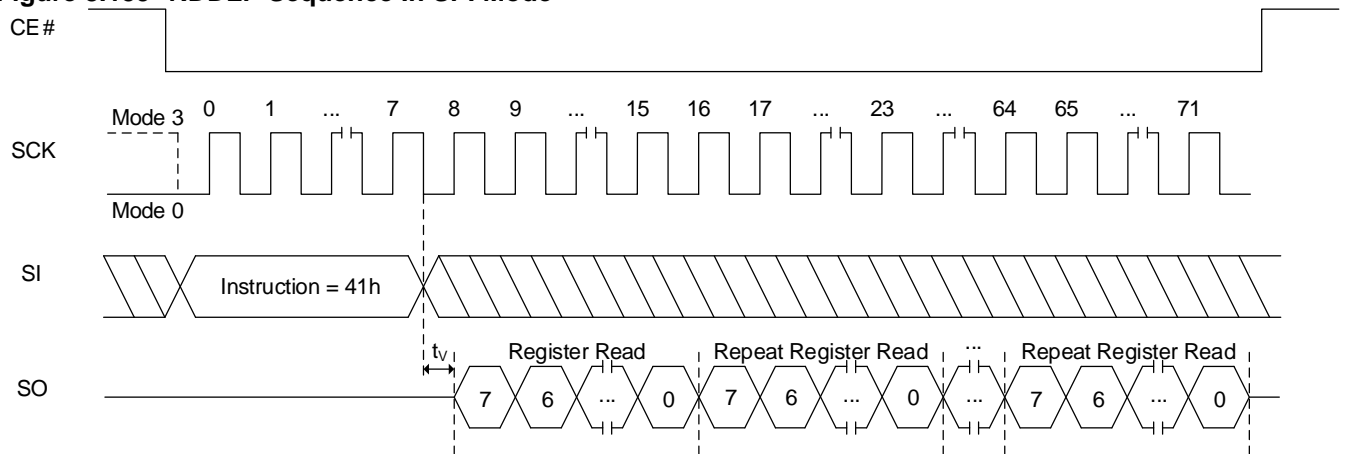 CE#
Mode 3
0 1 ... 7 8 9 ... 15 16 17 ... 23 ... 64 65 ... 71
SCK
Mode 0
SI
Instruction = 41h
tV
Register Read
Repeat Register Read
...
Repeat Register Read
SO
7 6 ... 0 7 6 ... 0 ... 7 6 ... 0